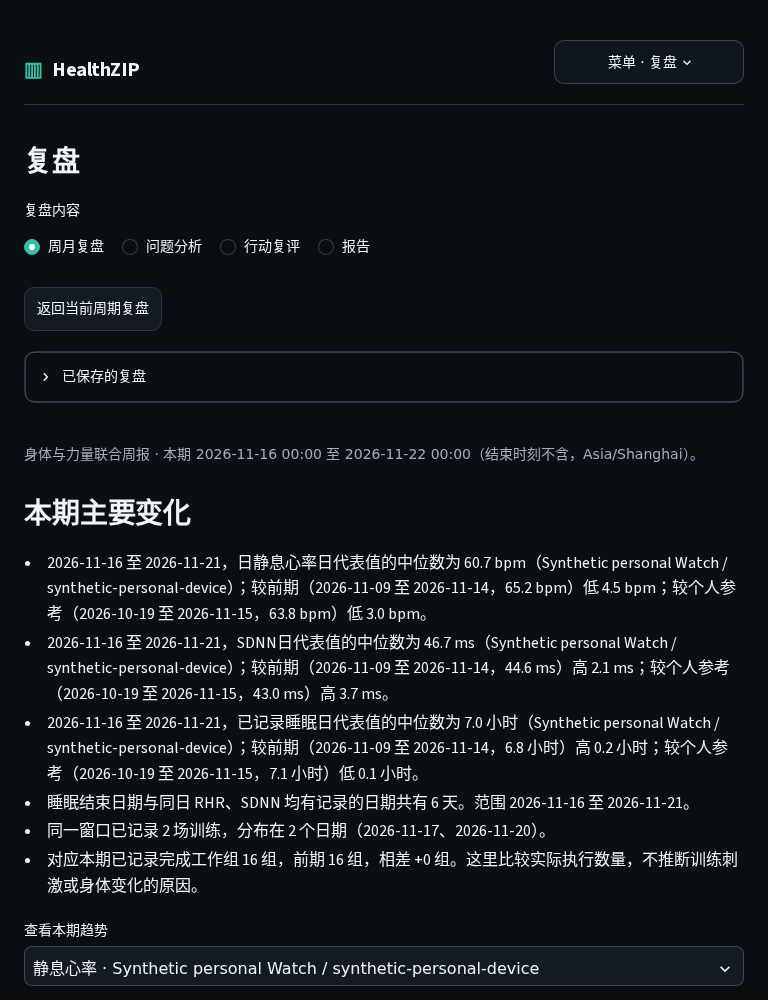 HealthZIP
菜单 · 复盘
复盘
复盘内容
周月复盘
问题分析
行动复评
报告
返回当前周期复盘
已保存的复盘
身体与力量联合周报 · 本期 2026-11-16 00:00 至 2026-11-22 00:00（结束时刻不含，Asia/Shanghai）。
本期主要变化
2026-11-16 至 2026-11-21，日静息心率日代表值的中位数为 60.7 bpm（Synthetic personal Watch /
synthetic-personal-device）；较前期（2026-11-09 至 2026-11-14，65.2 bpm）低 4.5 bpm；较个人参
考（2026-10-19 至 2026-11-15，63.8 bpm）低 3.0 bpm。
2026-11-16 至 2026-11-21，SDNN日代表值的中位数为 46.7 ms（Synthetic personal Watch /
synthetic-personal-device）；较前期（2026-11-09 至 2026-11-14，44.6 ms）高 2.1 ms；较个人参考
（2026-10-19 至 2026-11-15，43.0 ms）高 3.7 ms。
2026-11-16 至 2026-11-21，已记录睡眠日代表值的中位数为 7.0 小时（Synthetic personal Watch /
synthetic-personal-device）；较前期（2026-11-09 至 2026-11-14，6.8 小时）高 0.2 小时；较个人参
考（2026-10-19 至 2026-11-15，7.1 小时）低 0.1 小时。
睡眠结束日期与同日 RHR、SDNN 均有记录的日期共有 6 天。范围 2026-11-16 至 2026-11-21。
同一窗口已记录 2 场训练，分布在 2 个日期（2026-11-17、2026-11-20）。
对应本期已记录完成工作组 16 组，前期 16 组，相差 +0 组。这里比较实际执行数量，不推断训练刺
激或身体变化的原因。
查看本期趋势
静息心率 · Synthetic personal Watch / synthetic-personal-device